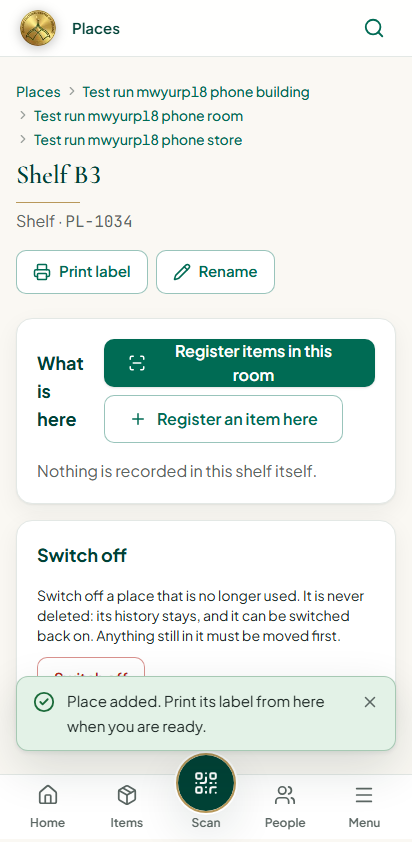 Places
Places > Test run mwyurp18 phone building
> Test run mwyurp18 phone room
> Test run mwyurp18 phone store
Shelf B3
Shelf · PL-1034
Print label
Rename
What is here
Register items in this room
Register an item here
Nothing is recorded in this shelf itself.
Switch off
Switch off a place that is no longer used. It is never
deleted: its history stays, and it can be switched
back on. Anything still in it must be moved first.
Switch off
Place added. Print its label from here
when you are ready.
Home
Items
Scan
People
Menu